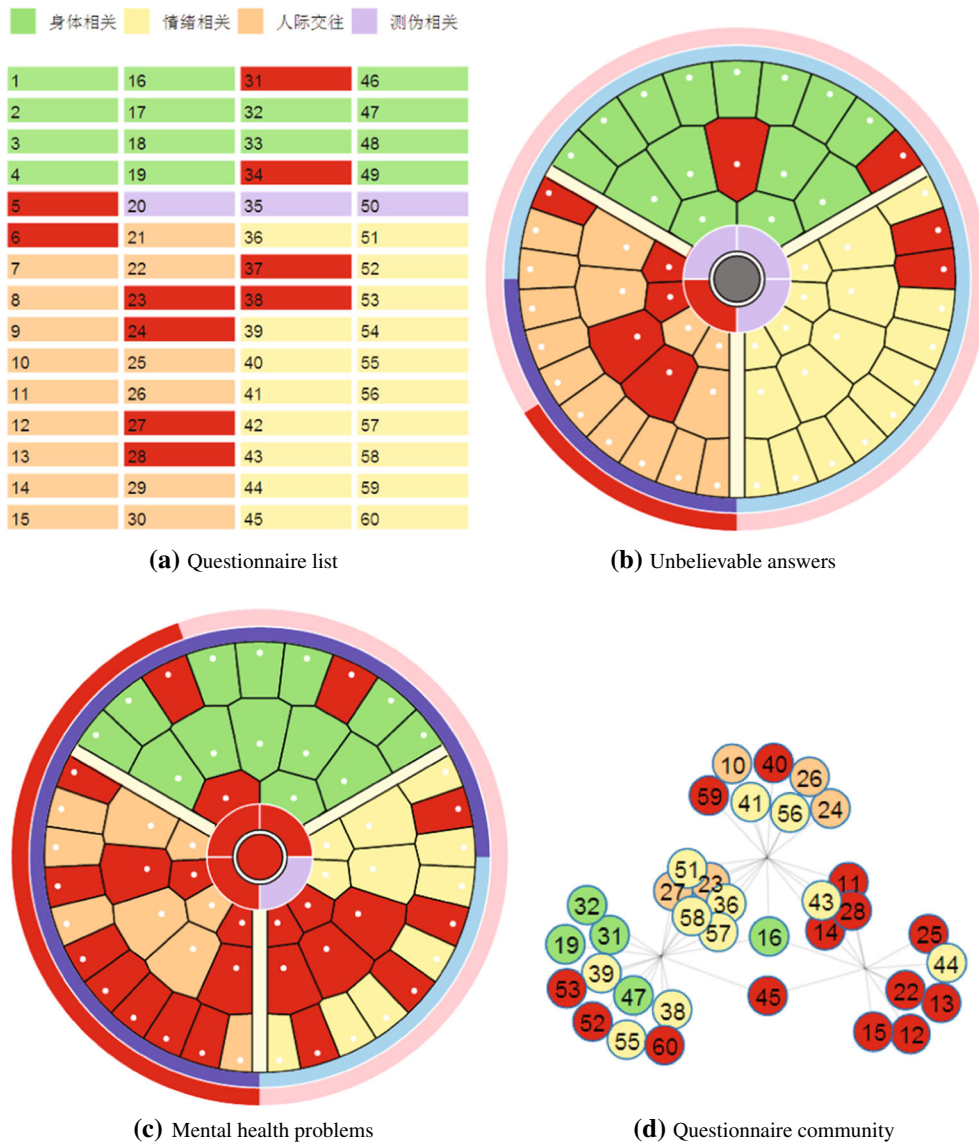 身体相关 情绪相关 人际交往 测伪相关
1 16 31 46
2 17 32 47
3 18 33 48
4 19 34 49
5 20 35 50
6 21 36 51
7 22 37 52
8 23 38 53
9 24 39 54
10 25 40 55
11 26 41 56
12 27 42 57
13 28 43 58
14 29 44 59
15 30 45 60
(a) Questionnaire list
(b) Unbelievable answers
10 40 26
59 41 56 24
51
27 23 36
58 57
11
43 28
14
16
32
19 31
39
53 47 38
52 55 60
45
25
44
22 13
15 12
(c) Mental health problems
(d) Questionnaire community